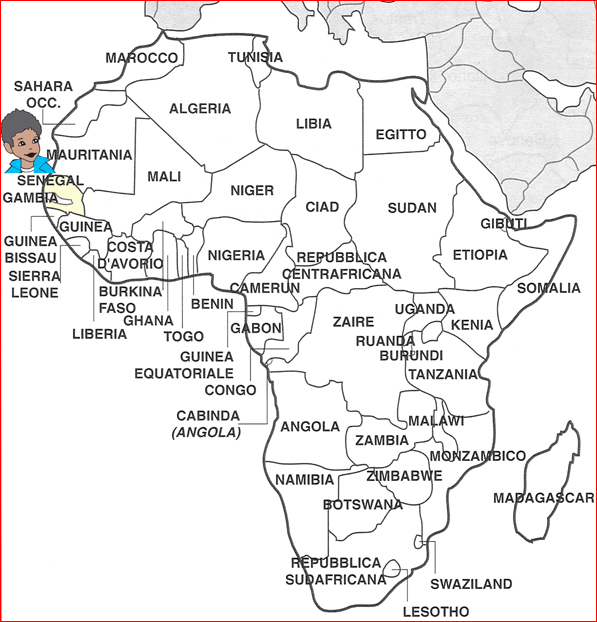 MAROCCO
TUNISIA
SAHARA
OCC.
ALGERIA
LIBIA
EGITTO
MAURITANIA
MALI
NIGER
CIAD
SUDAN
SENEGAL
GAMBIA
GUINEA
GIBUTI
GUINEA
BISSAU
COSTA
D'AVORIO
NIGERIA
REPUBBLICA
CENTRAFRICANA
ETIOPIA
SIERRA
LEONE
BURKINA
FASO
BENIN
CAMERUN
SOMALIA
GHANA
LIBERIA
TOGO
GABON
ZAIRE
UGANDA
KENIA
RUANDA
BURUNDI
GUINEA
EQUATORIALE
CONGO
TANZANIA
CABINDA
(ANGOLA)
ANGOLA
MALAWI
ZAMBIA
MONZAMBICO
NAMIBIA
ZIMBABWE
BOTSWANA
MADAGASCAR
REPUBBLICA
SUDAFRICANA
SWAZILAND
LESOTHO